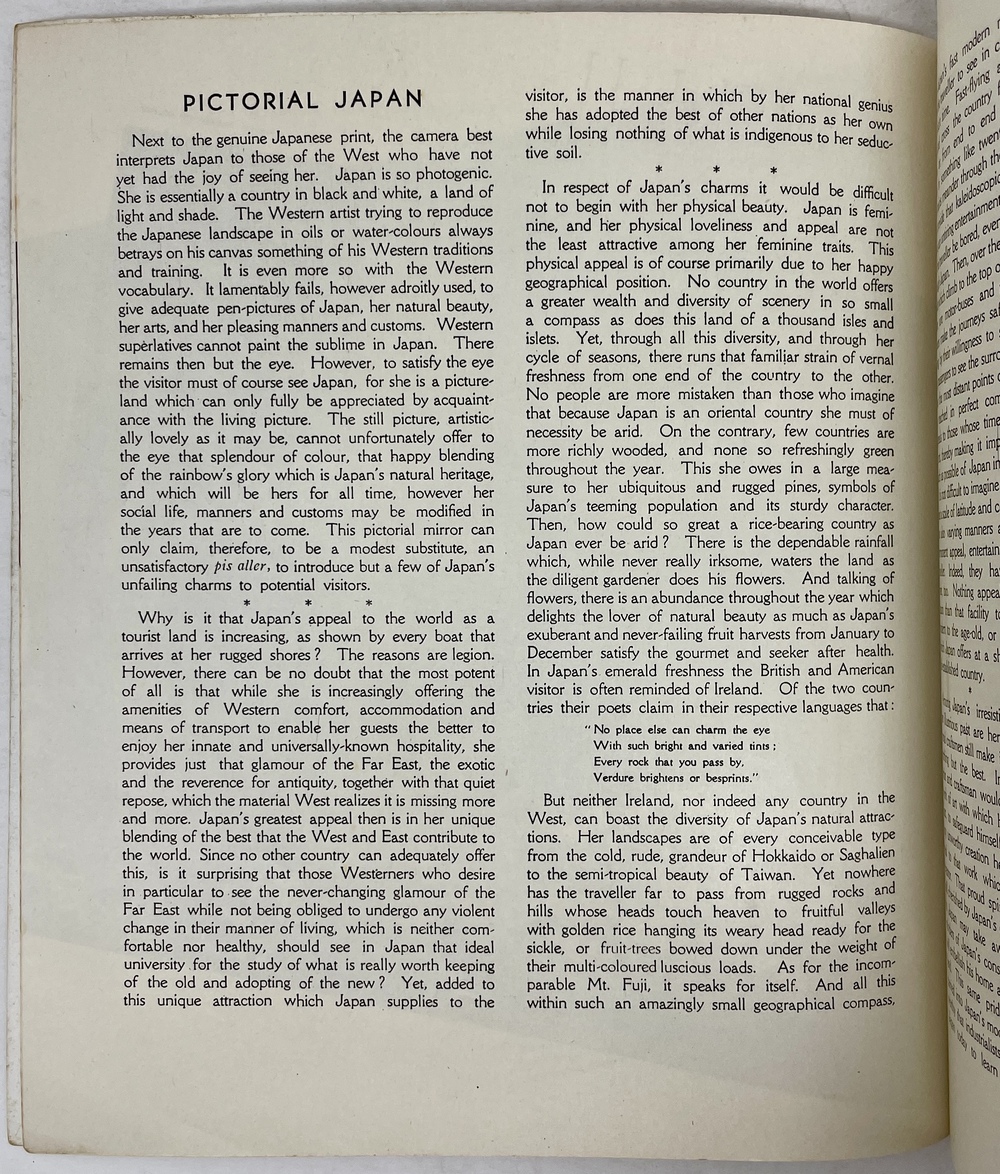 PICTORIAL JAPAN
Next to the genuine Japanese print, the camera best
interprets Japan to those of the West who have not
yet had the joy of seeing her. Japan is so photogenic.
She is essentially a country in black and white, a land of
light and shade. The Western artist trying to reproduce
the Japanese landscape in oils or water-colours always
betrays on his canvas something of his Western traditions
and training. It is even more so with the Western
vocabulary. It lamentably fails, however adroitly used, to
give adequate pen-pictures of Japan, her natural beauty,
her arts, and her pleasing manners and customs. Western
superlatives cannot paint the sublime in Japan. There
remains then but the eye. However, to satisfy the eye
the visitor must of course see Japan, for she is a picture-
land which can only fully be appreciated by acquaint-
ance with the living picture. The still picture, artistic-
ally lovely as it may be, cannot unfortunately offer to
the eye that splendour of colour, that happy blending
of the rainbow's glory which is Japan's natural heritage,
and which will be hers for all time, however her
social life, manners and customs may be modified in
the years that are to come. This pictorial mirror can
only claim, therefore, to be a modest substitute, an
unsatisfactory pis aller, to introduce but a few of Japan's
unfailing charms to potential visitors.
* * *
Why is it that Japan's appeal to the world as a
tourist land is increasing, as shown by every boat that
arrives at her rugged shores? The reasons are legion.
However, there can be no doubt that the most potent
of all is that while she is increasingly offering the
amenities of Western comfort, accommodation and
means of transport to enable her guests the better to
enjoy her innate and universally-known hospitality, she
provides just that glamour of the Far East, the exotic
and the reverence for antiquity, together with that quiet
repose, which the material West realizes it is missing more
and more. Japan's greatest appeal then is in her unique
blending of the best that the West and East contribute to
the world. Since no other country can adequately offer
this, is it surprising that those Westerners who desire
in particular to see the never-changing glamour of the
Far East while not being obliged to undergo any violent
change in their manner of living, which is neither com-
fortable nor healthy, should see in Japan that ideal
university for the study of what is really worth keeping
of the old and adopting of the new? Yet, added to
this unique attraction which Japan supplies to the
visitor, is the manner in which by her national genius
she has adopted the best of other nations as her own
while losing nothing of what is indigenous to her seduc-
tive soil.
* * *
In respect of Japan's charms it would be difficult
not to begin with her physical beauty. Japan is femi-
nine, and her physical loveliness and appeal are not
the least attractive among her feminine traits. This
physical appeal is of course primarily due to her happy
geographical position. No country in the world offers
a greater wealth and diversity of scenery in so small
a compass as does this land of a thousand isles and
islets. Yet, through all this diversity, and through her
cycle of seasons, there runs that familiar strain of vernal
freshness from one end of the country to the other.
No people are more mistaken than those who imagine
that because Japan is an oriental country she must of
necessity be arid. On the contrary, few countries are
more richly wooded, and none so refreshingly green
throughout the year. This she owes in a large mea-
sure to her ubiquitous and rugged pines, symbols of
Japan's teeming population and its sturdy character.
Then, how could so great a rice-bearing country as
Japan ever be arid? There is the dependable rainfall
which, while never really irksome, waters the land as
the diligent gardener does his flowers. And talking of
flowers, there is an abundance throughout the year which
delights the lover of natural beauty as much as Japan's
exuberant and never-failing fruit harvests from January to
December satisfy the gourmet and seeker after health.
In Japan's emerald freshness the British and American
visitor is often reminded of Ireland. Of the two coun-
tries their poets claim in their respective languages that:
"No place else can charm the eye
With such bright and varied tints;
Every rock that you pass by,
Verdure brightens or besprints."
But neither Ireland, nor indeed any country in the
West, can boast the diversity of Japan's natural attrac-
tions. Her landscapes are of every conceivable type
from the cold, rude, grandeur of Hokkaido or Saghalien
to the semi-tropical beauty of Taiwan. Yet nowhere
has the traveller far to pass from rugged rocks and
hills whose heads touch heaven to fruitful valleys
with golden rice hanging its weary head ready for the
sickle, or fruit-trees bowed down under the weight of
their multi-coloured luscious loads. As for the incom-
parable Mt. Fuji, it speaks for itself. And all this
within such an amazingly small geographical compass,